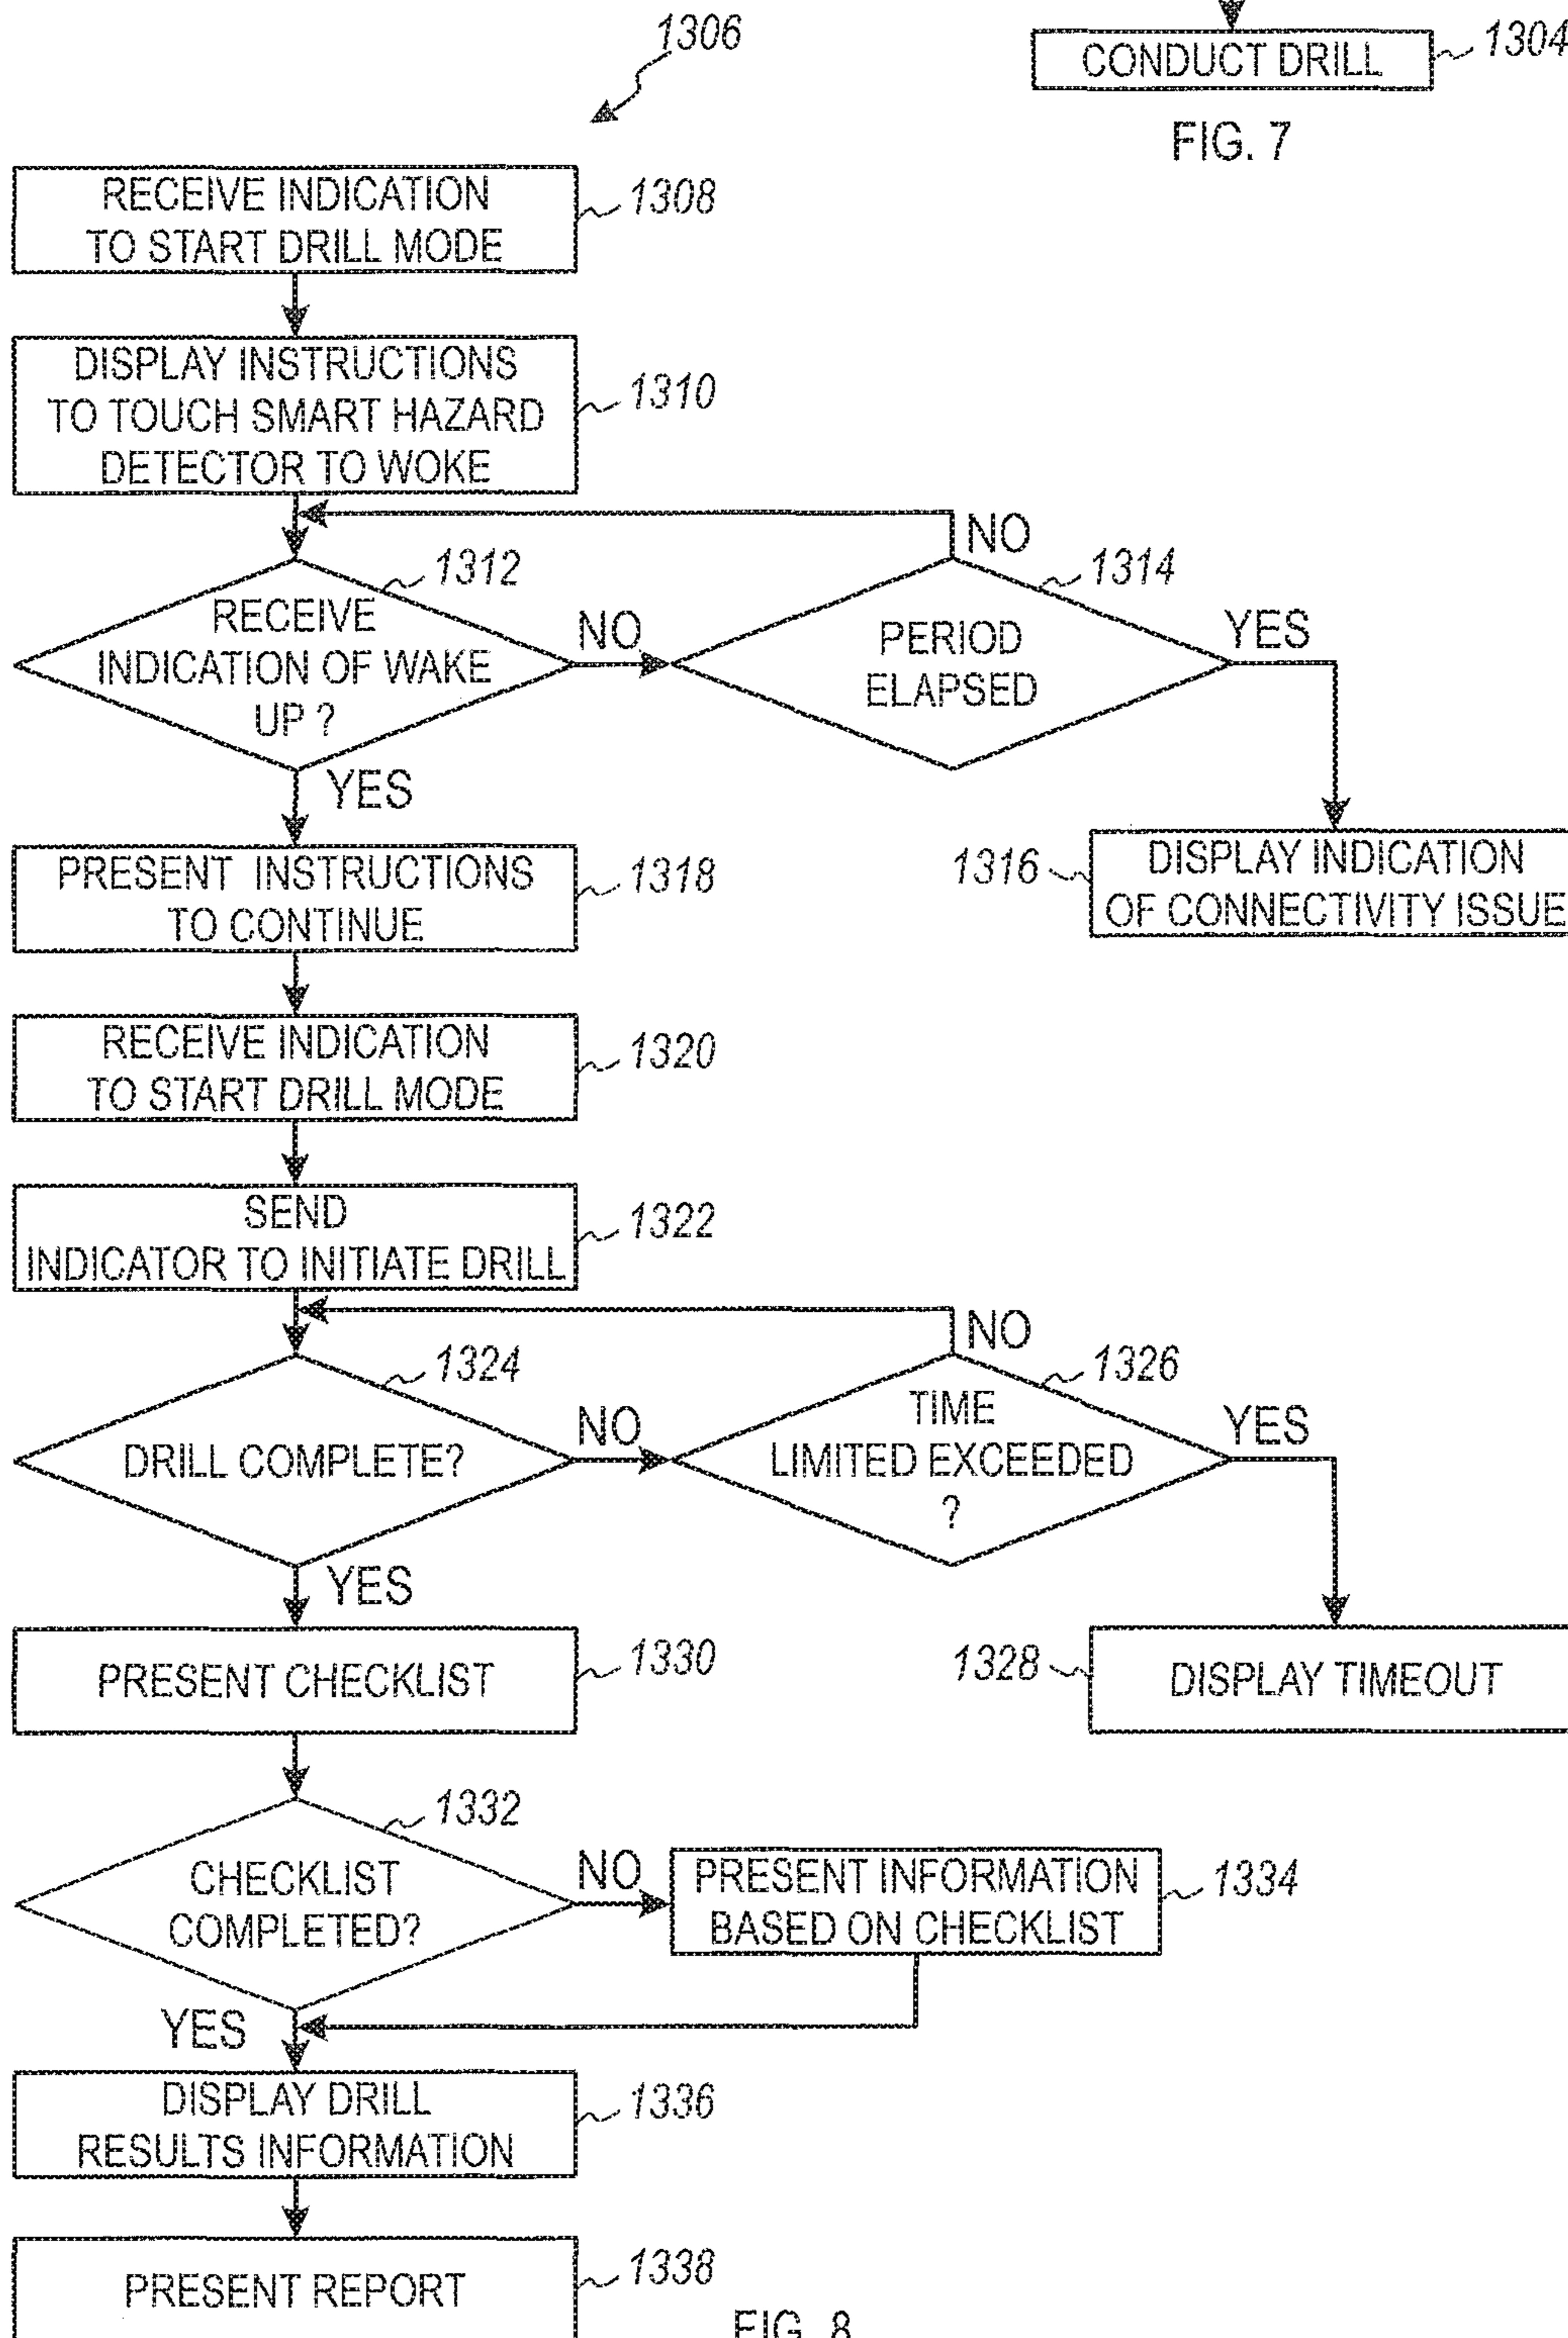 1306
CONDUCT DRILL
1304
FIG. 7
RECEIVE INDICATION
TO START DRILL MODE
1308
DISPLAY INSTRUCTIONS
TO TOUCH SMART HAZARD
DETECTOR TO WOKE
1310
NO
1312
1314
RECEIVE
INDICATION OF WAKE
UP ?
NO
PERIOD
ELAPSED
YES
YES
PRESENT INSTRUCTIONS
TO CONTINUE
1318
1316
DISPLAY INDICATION
OF CONNECTIVITY ISSUE
RECEIVE INDICATION
TO START DRILL MODE
1320
SEND
INDICATOR TO INITIATE DRILL
1322
NO
1324
1326
DRILL COMPLETE?
NO
TIME
LIMITED EXCEEDED
?
YES
YES
PRESENT CHECKLIST
1330
1328
DISPLAY TIMEOUT
1332
CHECKLIST
COMPLETED?
NO
PRESENT INFORMATION
BASED ON CHECKLIST
1334
YES
DISPLAY DRILL
RESULTS INFORMATION
1336
PRESENT REPORT
1338
FIG. 8